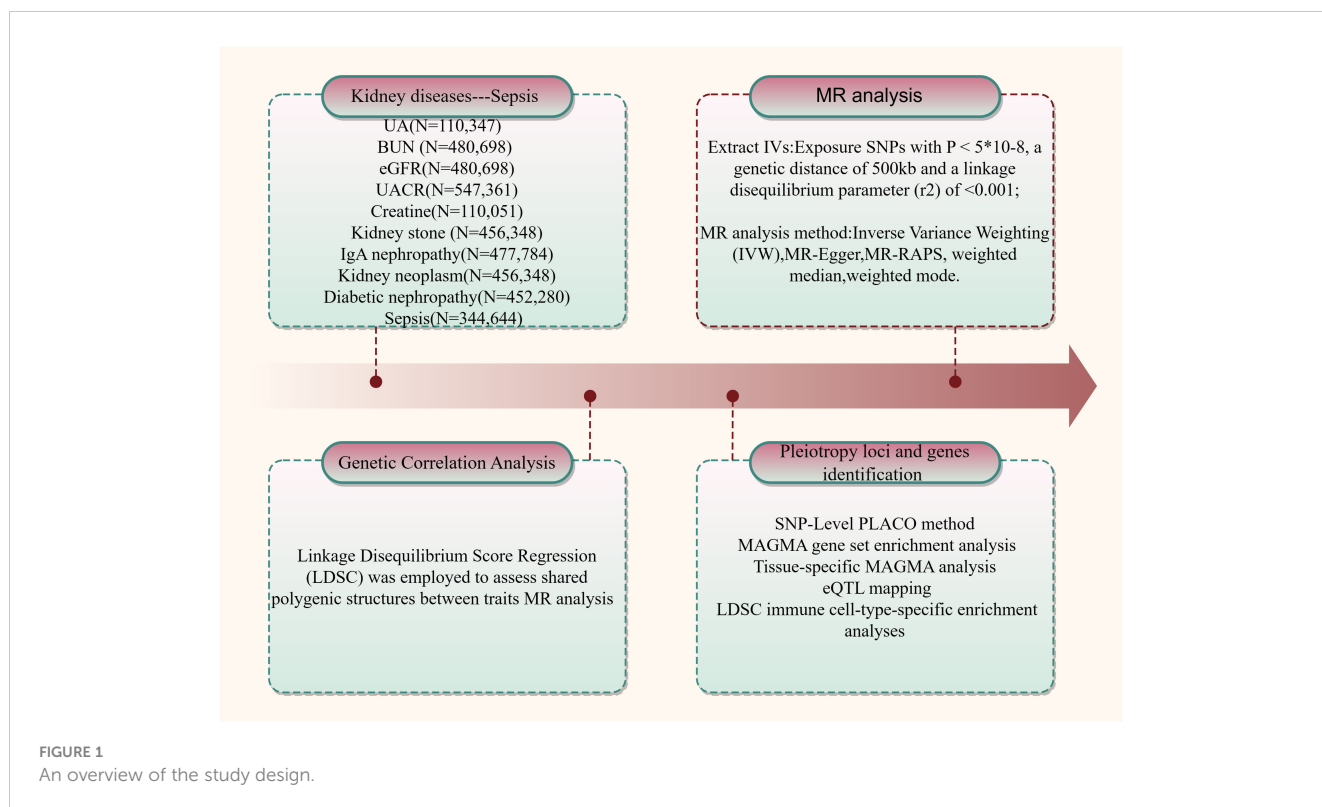 Kidney diseases---Sepsis
UA(N=110,347)
BUN (N=480,698)
eGFR(N=480,698)
UACR(N=547,361)
Creatine(N=110,051)
Kidney stone (N=456,348)
IgA nephropathy(N=477,784)
Kidney neoplasm(N=456,348)
Diabetic nephropathy(N=452,280)
Sepsis(N=344,644)
MR analysis
Extract IVs:Exposure SNPs with P < 5*10-8, a
genetic distance of 500kb and a linkage
disequilibrium parameter (r2) of <0.001;
MR analysis method:Inverse Variance Weighting
(IVW),MR-Egger,MR-RAPS, weighted
median,weighted mode.
Genetic Correlation Analysis
Linkage Disequilibrium Score Regression
(LDSC) was employed to assess shared
polygenic structures between traits MR analysis
Pleiotropy loci and genes
identification
SNP-Level PLACO method
MAGMA gene set enrichment analysis
Tissue-specific MAGMA analysis
eQTL mapping
LDSC immune cell-type-specific enrichment
analyses
FIGURE 1
An overview of the study design.